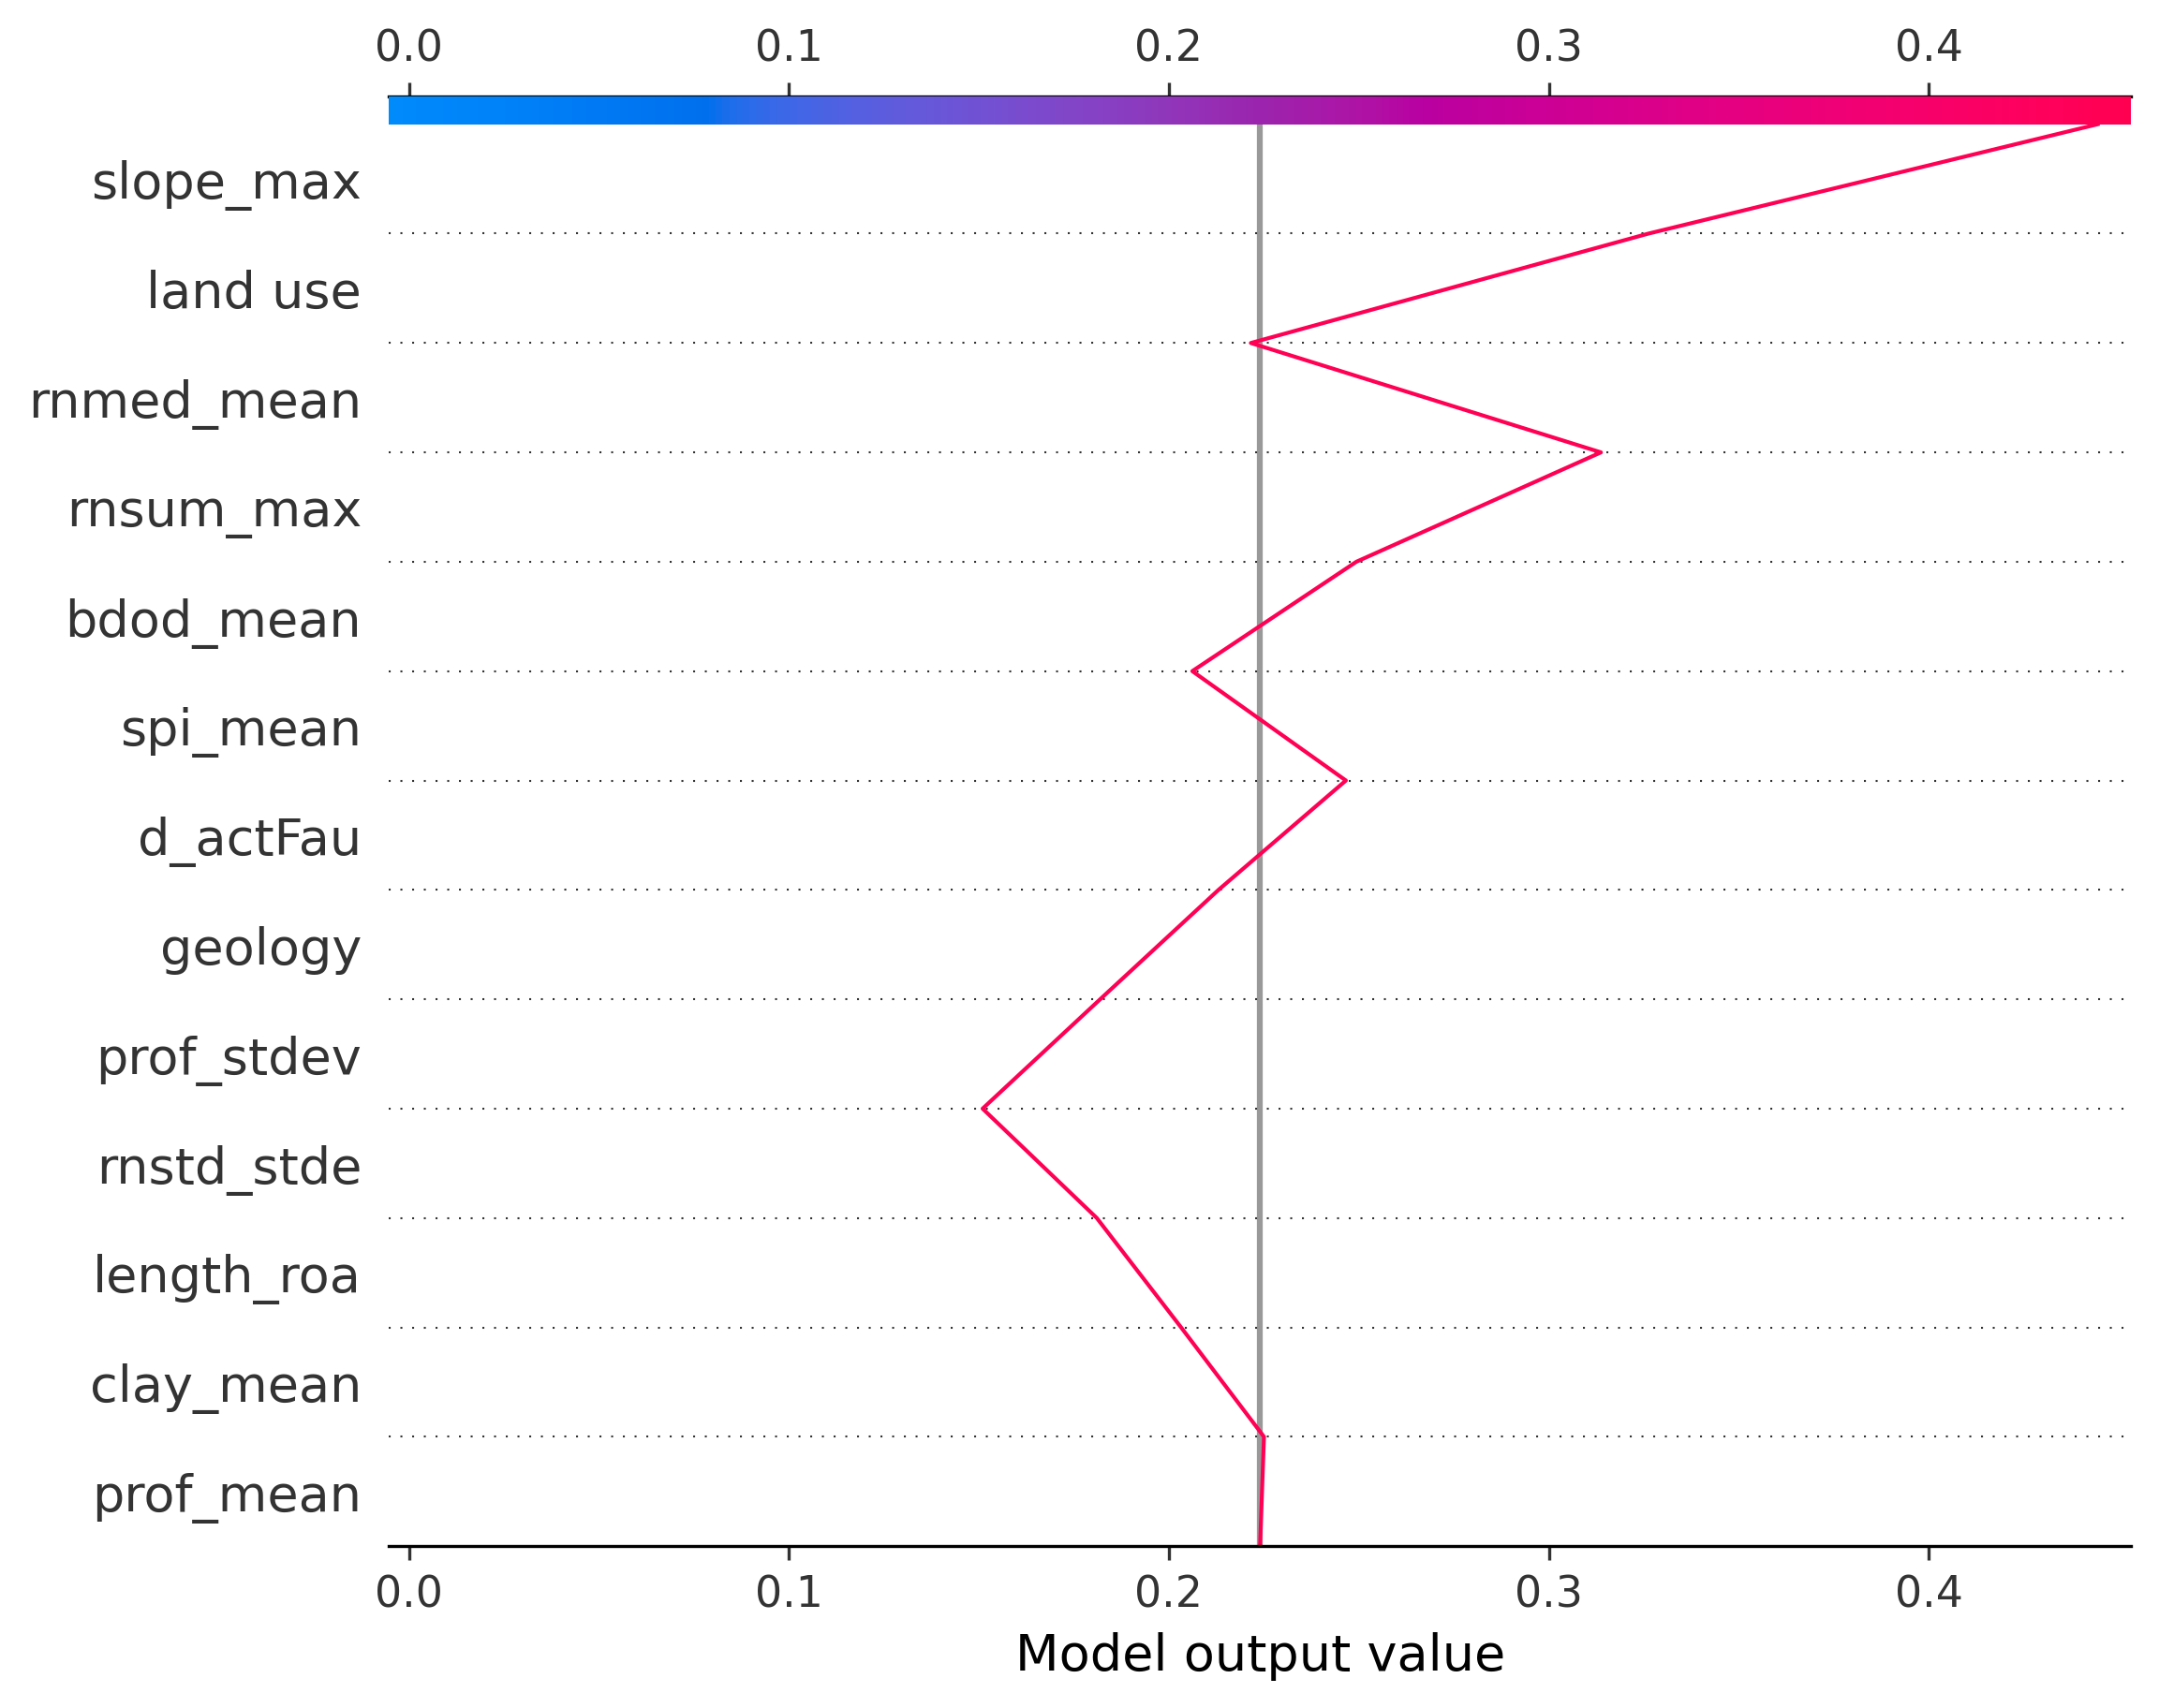 0.0 0.1 0.2 0.3 0.4
slope_max
land use
rnmed_mean
rnsum_max
bdod_mean
spi_mean
d_actFau
geology
prof_stdev
rnstd_stde
length_roa
clay_mean
prof_mean
0.0 0.1 0.2 0.3 0.4
Model output value